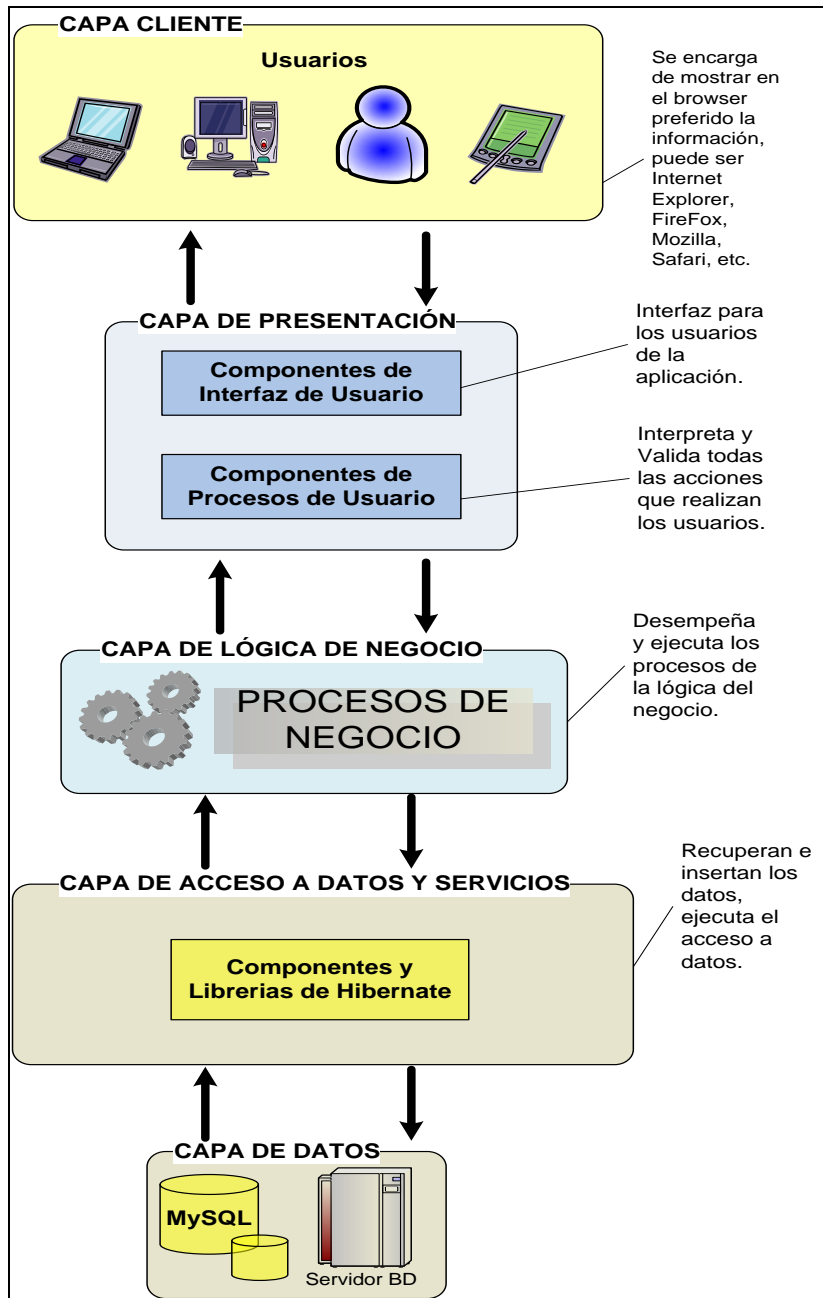 CAPA CLIENTE
Usuarios
Se encarga
de mostrar en
el browser
preferido la
información,
puede ser
Internet
Explorer,
FireFox,
Mozilla,
Safari, etc.
CAPA DE PRESENTACIÓN
Componentes de
Interfaz de Usuario
Interfaz para
los usuarios
de la
aplicación.
Componentes de
Procesos de Usuario
Interpreta y
Valida todas
las acciones
que realizan
los usuarios.
CAPA DE LÓGICA DE NEGOCIO
PROCESOS DE
NEGOCIO
Desempeña
y ejecuta los
procesos de
la lógica del
negocio.
CAPA DE ACCESO A DATOS Y SERVICIOS
Componentes y
Librerias de Hibernate
Recuperan e
insertan los
datos,
ejecuta el
acceso a
datos.
CAPA DE DATOS
MySQL
Servidor BD